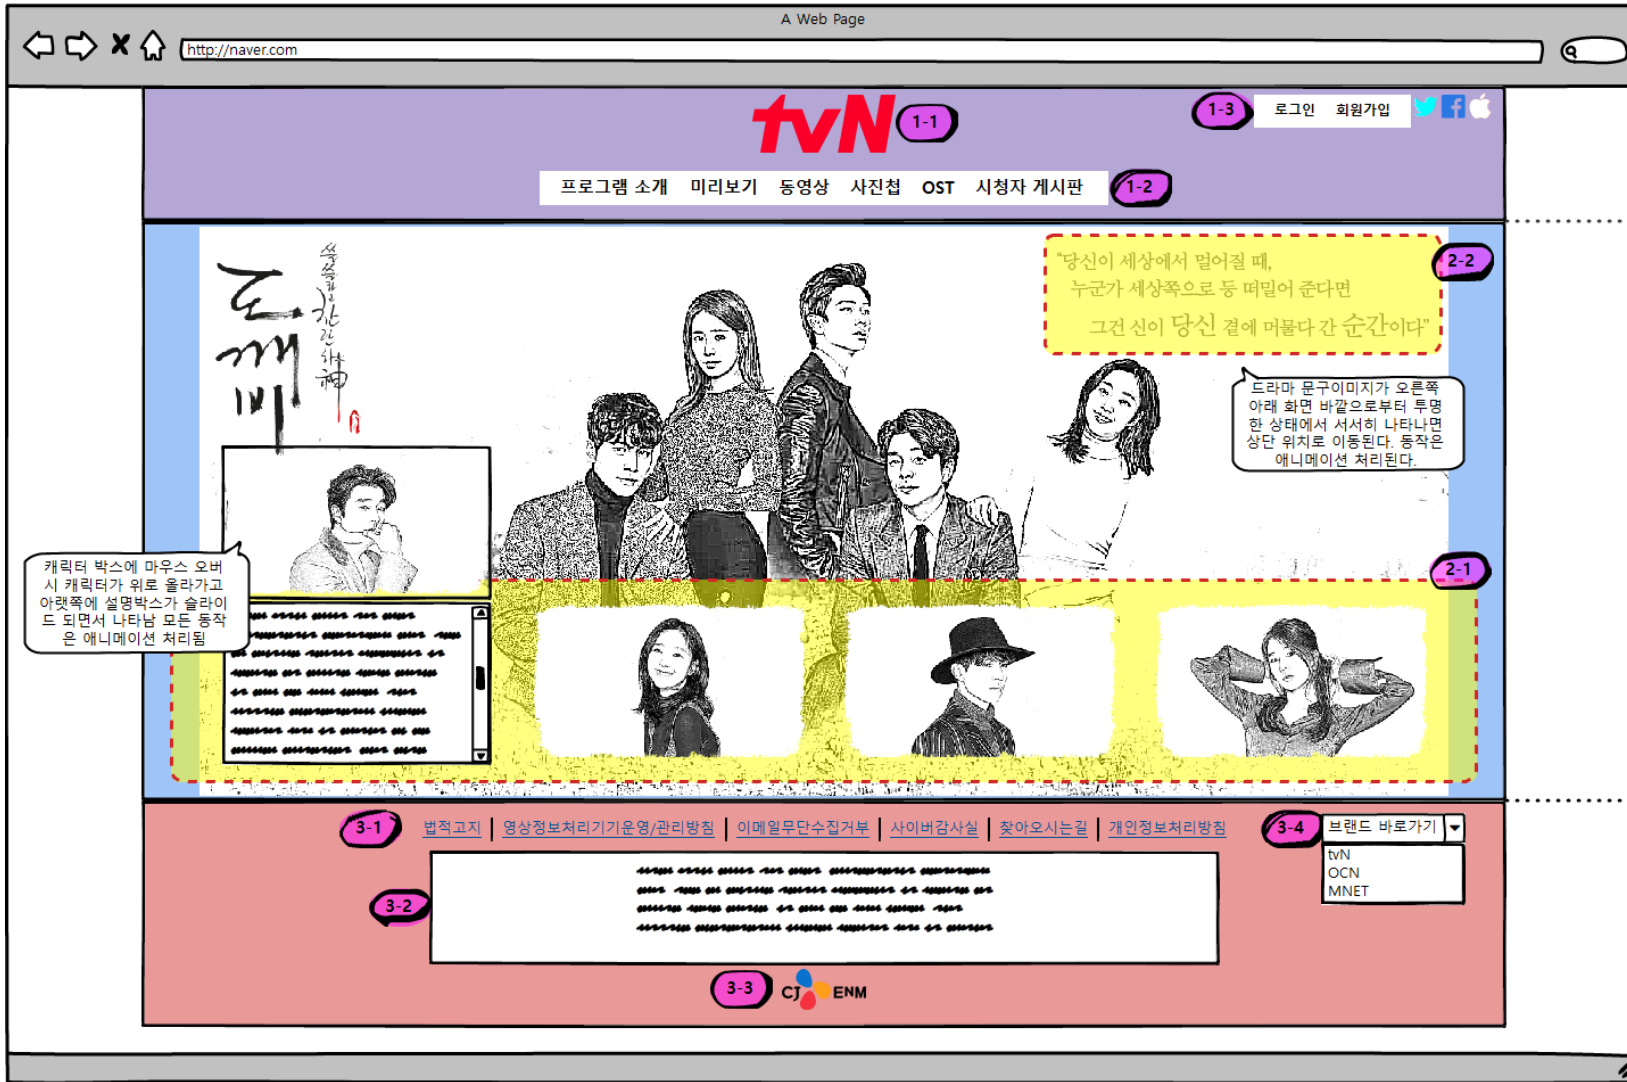 A Web Page
http://naver.com
tvN
1-1
1-3
로그인 회원가입
프로그램 소개 미리보기 동영상 사진첩 OST 시청자 게시판
1-2
쓸쓸하고 찬란하神
도깨비
“당신이 세상에서 멀어질 때,
누군가 세상쪽으로 등 떠밀어 준다면
그건 신이 당신 곁에 머물다 간 순간이다”
2-2
드라마 문구이미지가 오른쪽
아래 화면 바깥으로부터 투명
한 상태에서 서서히 나타나면
상단 위치로 이동된다. 동작은
애니메이션 처리된다.
2-1
캐릭터 박스에 마우스 오버
시 캐릭터가 위로 올라가고
아랫쪽에 설명박스가 슬라이
드 되면서 나타남 모든 동작
은 애니메이션 처리됨
3-1
법적고지 영상정보처리기기운영/관리방침 이메일무단수집거부 사이버감사실 찾아오시는길 개인정보처리방침
3-4
브랜드 바로가기
tvN
OCN
MNET
3-2
3-3
CJ ENM